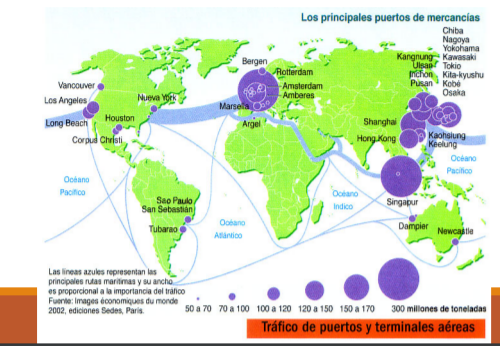 Los principales puertos de mercancías
Chiba
Nagoya
Yokohama
Kawasaki
Tokio
Kita-kyushu
Kobé
Osaka
Kangnung
Ulsan
Inchon
Pusan
Bergen
Rotterdam
Amsterdam
Amberes
Marsella
Argel
Vancouver
Los Angeles
Long Beach
Houston
Corpus Christi
Nueva York
Shanghai
Hong Kong
Kaohsiung
Keelung
Océano
Pacífico
Océano
Pacífico
Océano
Indico
Océano
Atlántico
Singapur
Sao Paulo
San Sebastián
Tubarao
Dampier
Newcastle
Las líneas azules representan las
principales rutas marítimas y su ancho
es proporcional a la importancia del tráfico
Fuente: Images économiques du monde
2002, ediciones Sedes, París.
50 a 70 70 a 100 100 a 120 120 a 150 150 a 170 300 millones de toneladas
Tráfico de puertos y terminales aéreas